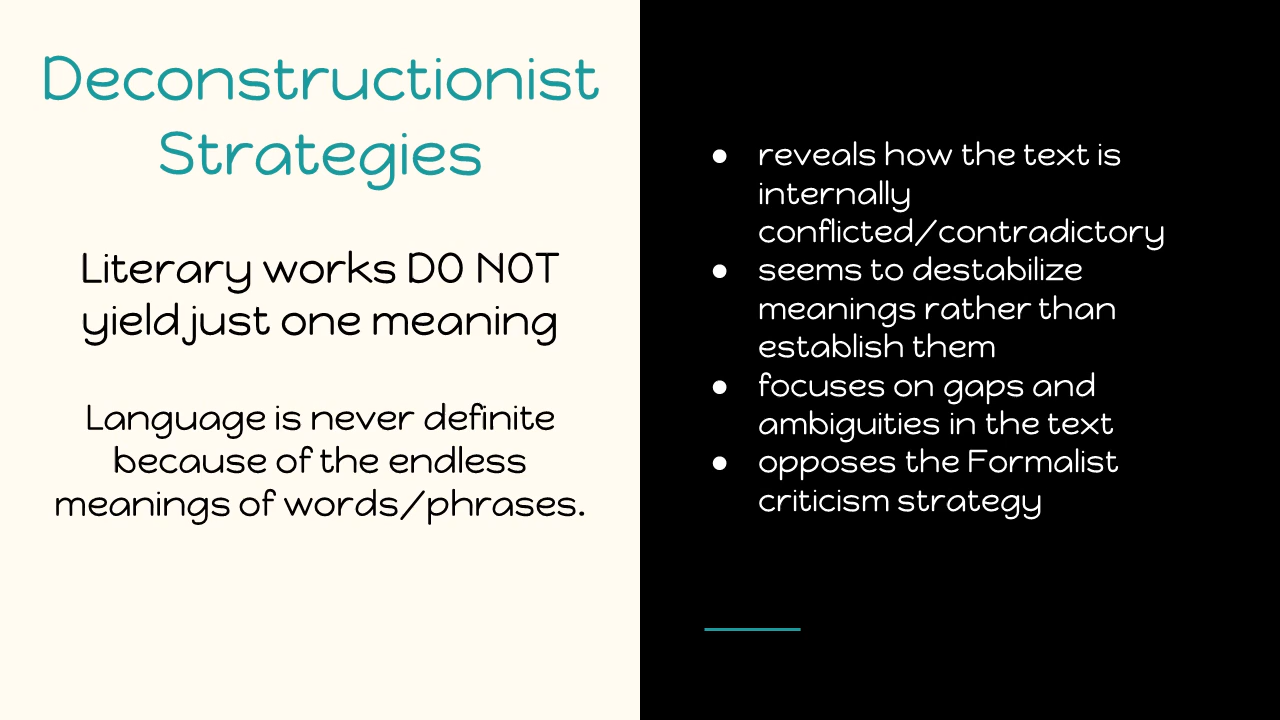 Deconstructionist
Strategies
Literary works DO NOT
yield just one meaning
Language is never definite
because of the endless
meanings of words/phrases.
● reveals how the text is
internally
conflicted/contradictory
● seems to destabilize
meanings rather than
establish them
● focuses on gaps and
ambiguities in the text
● opposes the Formalist
criticism strategy